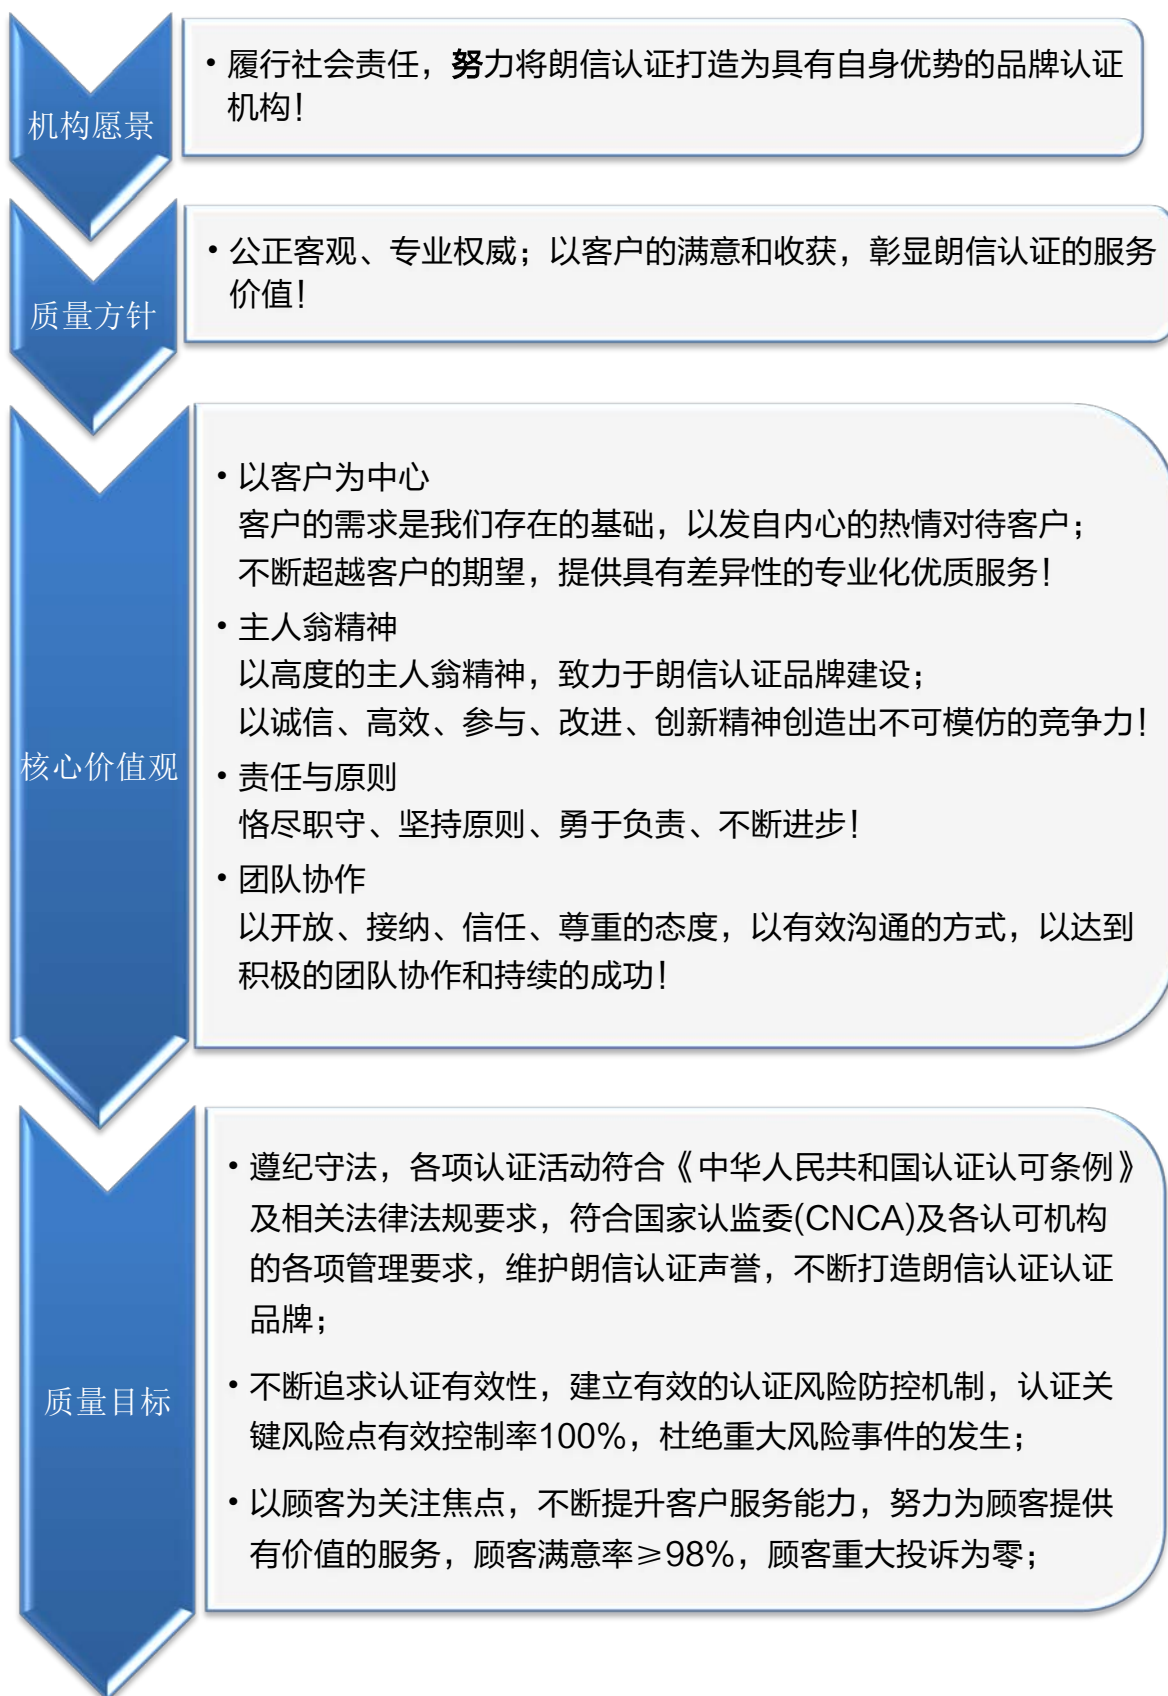 机构愿景
• 履行社会责任，努力将朗信认证打造为具有自身优势的品牌认证
机构！
质量方针
• 公正客观、专业权威；以客户的满意和收获，彰显朗信认证的服务
价值！
核心价值观
• 以客户为中心
客户的需求是我们存在的基础，以发自内心的热情对待客户；
不断超越客户的期望，提供具有差异性的专业化优质服务！
• 主人翁精神
以高度的主人翁精神，致力于朗信认证品牌建设；
以诚信、高效、参与、改进、创新精神创造出不可模仿的竞争力！
• 责任与原则
恪尽职守、坚持原则、勇于负责、不断进步！
• 团队协作
以开放、接纳、信任、尊重的态度，以有效沟通的方式，以达到
积极的团队协作和持续的成功！
质量目标
• 遵纪守法，各项认证活动符合《中华人民共和国认证认可条例》
及相关法律法规要求，符合国家认监委(CNCA)及各认可机构
的各项管理要求，维护朗信认证声誉，不断打造朗信认证认证
品牌；
• 不断追求认证有效性，建立有效的认证风险防控机制，认证关
键风险点有效控制率100%，杜绝重大风险事件的发生；
• 以顾客为关注焦点，不断提升客户服务能力，努力为顾客提供
有价值的服务，顾客满意率≥98%，顾客重大投诉为零；